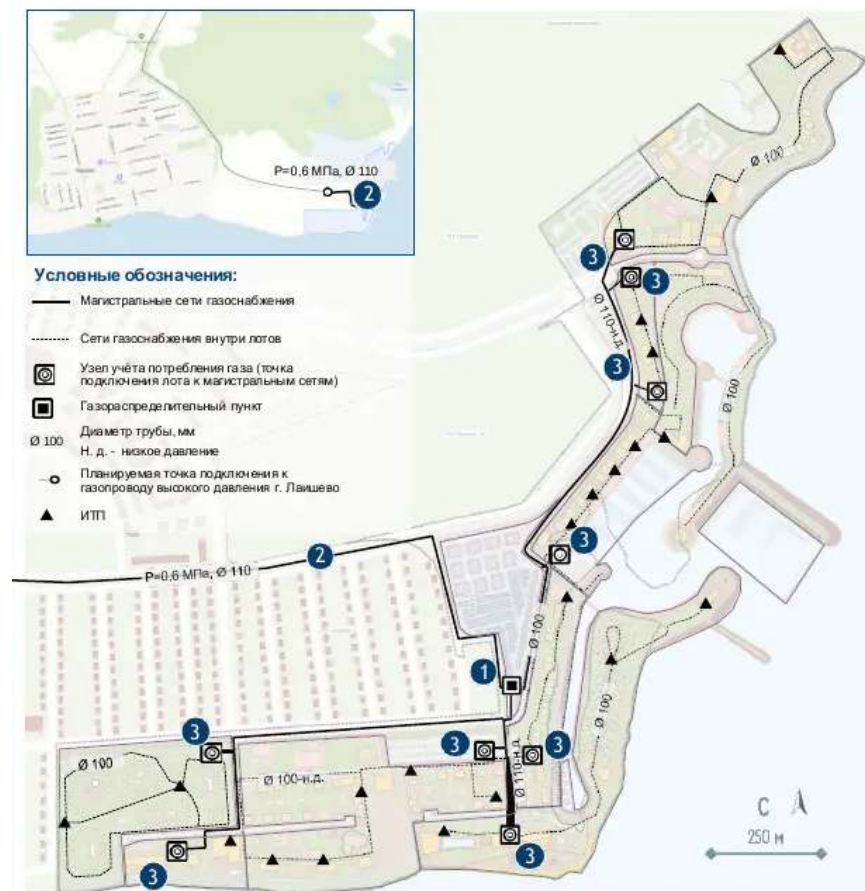 P=0,6 МПа, Ø 110
2
Условные обозначения:
Магистральные сети газоснабжения
Сети газоснабжения внутри лотов
Узел учёта потребления газа (точка
подключения лота к магистральным сетям)
Газораспределительный пункт
Ø 100
Диаметр трубы, мм
Н. д. - низкое давление
Планируемая точка подключения к
газопроводу высокого давления г. Лаишево
ИТП
Ø 100
3
3
Ø 110-н.д.
3
Ø 100
3
2
P=0,6 МПа, Ø 110
Ø 100
1
Ø 100
3
3
3
Ø 100
Ø 100-н.д.
Ø 110-н.д.
3
3
С
250 м